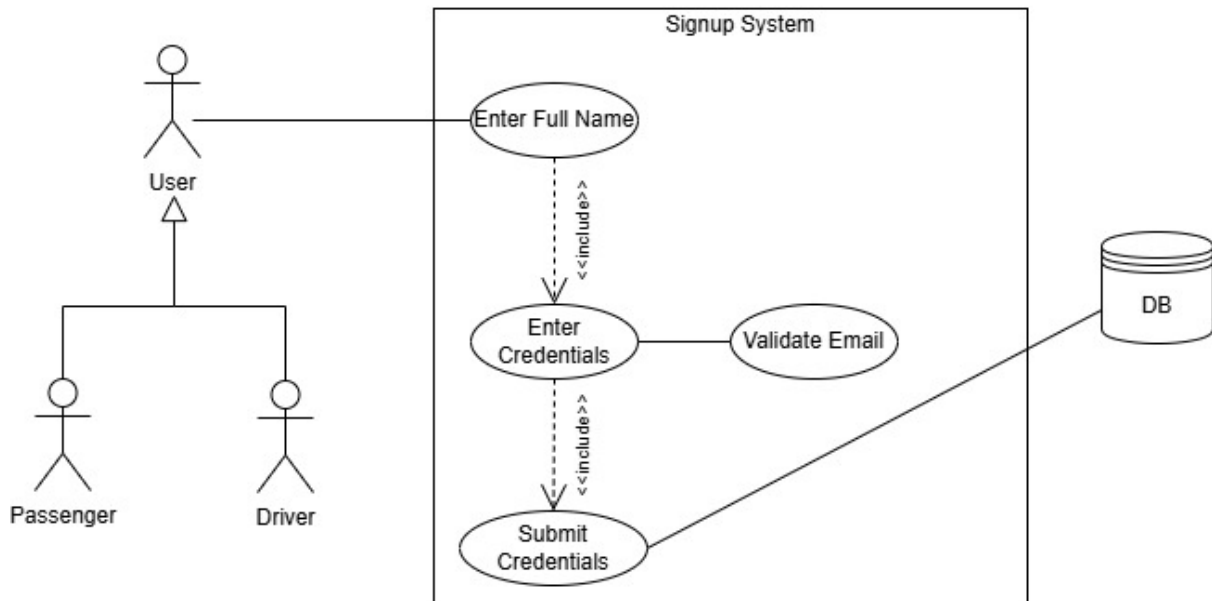 Signup System
Enter Full Name
User
<<include>>
Enter
Credentials
Validate Email
DB
<<include>>
Passenger
Driver
Submit
Credentials